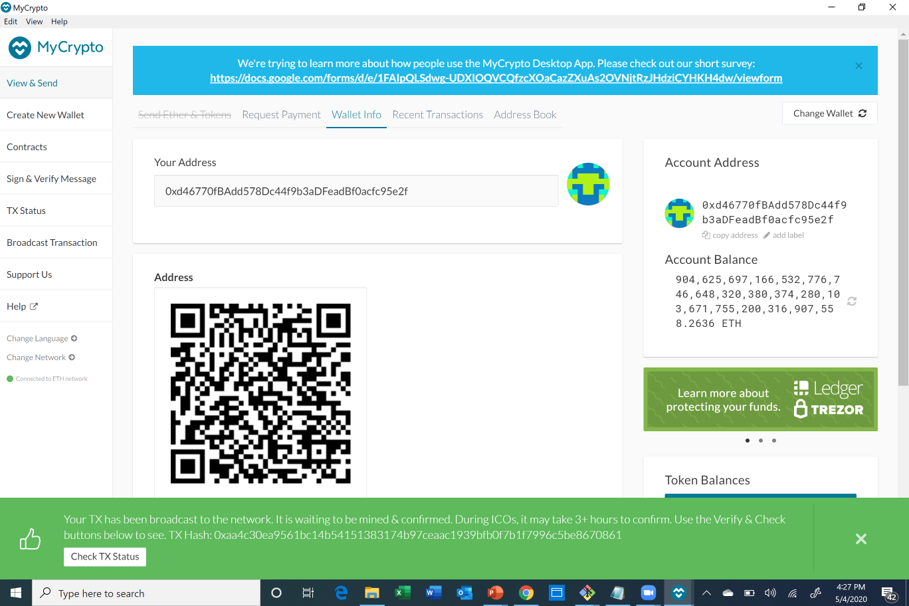 MyCrypto
Edit View Help
MyCrypto
View & Send
Create New Wallet
Contracts
Sign & Verify Message
TX Status
Broadcast Transaction
Support Us
Help
Change Language
Change Network
Connected to ETH network
We're trying to learn more about how people use the MyCrypto Desktop App. Please check out our short survey:
https://docs.google.com/forms/d/e/1FAIpQLSdwg-UDXIOQVCQfzcXOaCazZXuAs2OVNjtRzJHdziCYHKH4dw/viewform
Send Ether & Tokens Request Payment Wallet Info Recent Transactions Address Book
Change Wallet
Your Address
0xd46770fBAdd578Dc44f9b3aDFeadBf0acfc95e2f
Address
Account Address
0xd46770fBAdd578Dc44f9
b3aDFeadBf0acfc95e2f
copy address add label
Account Balance
904,625,697,166,532,776,7
46,648,320,380,374,280,10
3,671,755,200,316,907,55
8.2636 ETH
Learn more about
protecting your funds.
Ledger
TREZOR
Token Balances
Your TX has been broadcast to the network. It is waiting to be mined & confirmed. During ICOs, it may take 3+ hours to confirm. Use the Verify & Check
buttons below to see. TX Hash: 0xaa4c30ea9561bc14b54151383174b97ceaac1939bfb0f7b1f7996c5be8670861
Check TX Status
Type here to search
4:27 PM
5/4/2020
42